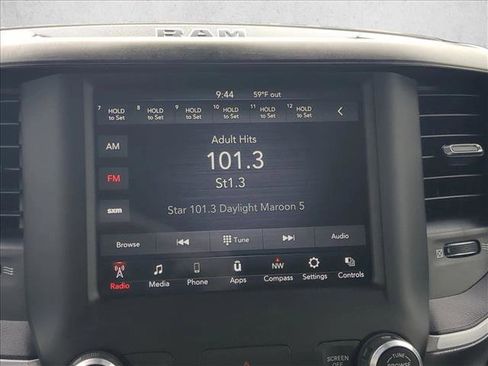 RAM
9:44 59°F out
7 HOLD to Set 8 HOLD to Set 9 HOLD to Set 10 HOLD to Set 11 HOLD to Set 12 HOLD to Set
AM
Adult Hits
101.3
FM
St1.3
sxm
Star 101.3 Daylight Maroon 5
Browse Tune Audio
NW
Radio Media Phone Apps Compass Settings Controls
SCREEN OFF
TUNE
BROWSE